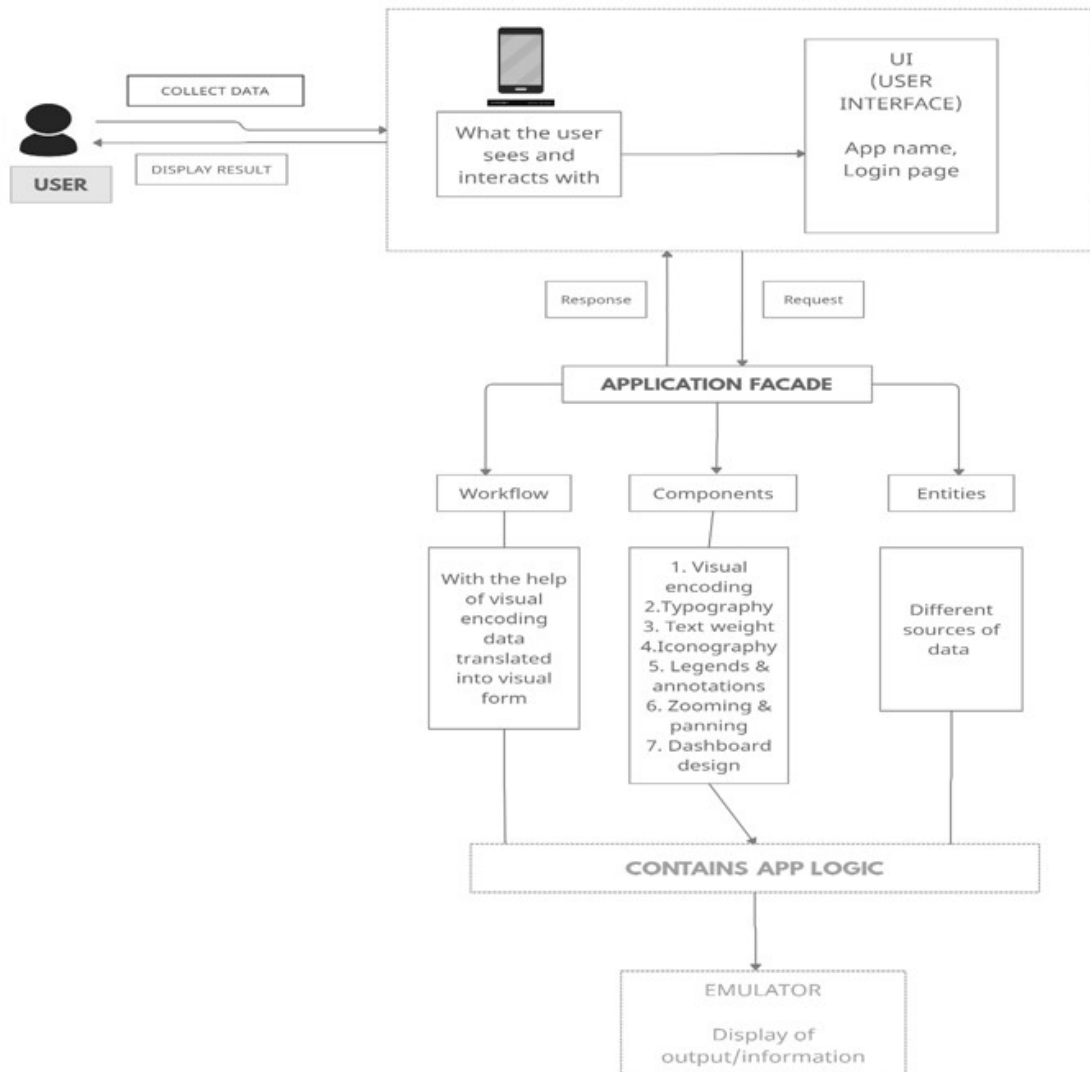 COLLECT DATA
DISPLAY RESULT
USER
What the user
sees and
interacts with
UI
(USER
INTERFACE)
App name,
Login page
Response
Request
APPLICATION FACADE
Workflow
Components
Entities
With the help
of visual
encoding
data
translated
into visual
form
1. Visual
encoding
2.Typography
3. Text weight
4.Iconography
5. Legends &
annotations
6. Zooming &
panning
7. Dashboard
design
Different
sources of
data
CONTAINS APP LOGIC
EMULATOR
Display of
output/information